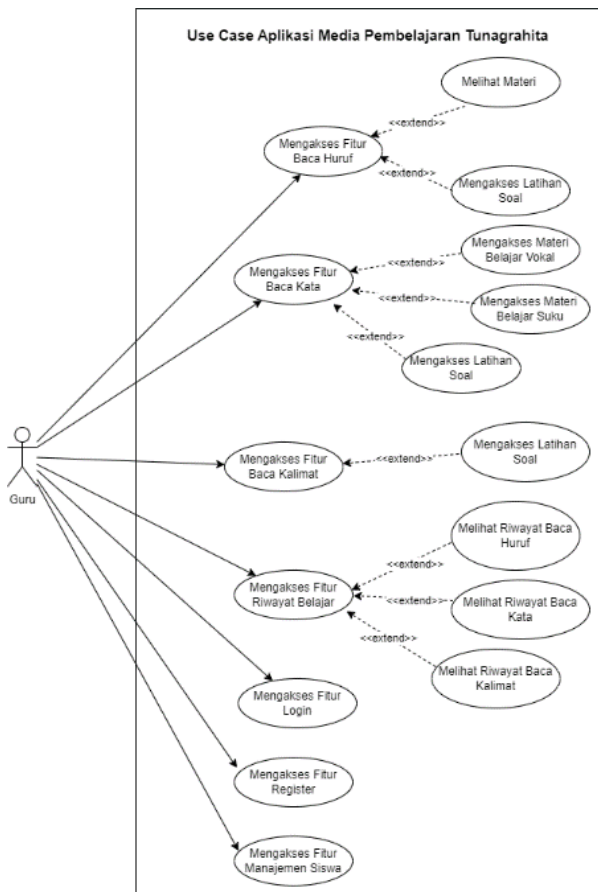 Use Case Aplikasi Media Pembelajaran Tunagrahita
Melihat Materi
<<extend>>
Mengakses Fitur
Baca Huruf
<<extend>>
Mengakses Latihan
Soal
Mengakses Materi
Belajar Vokal
<<extend>>
Mengakses Fitur
Baca Kata
<<extend>>
Mengakses Materi
Belajar Suku
<<extend>>
Mengakses Latihan
Soal
Guru
Mengakses Fitur
Baca Kalimat
<<extend>>
Mengakses Latihan
Soal
Melihat Riwayat Baca
Huruf
<<extend>>
Mengakses Fitur
Riwayat Belajar
<<extend>>
Melihat Riwayat Baca
Kata
<<extend>>
Melihat Riwayat Baca
Kalimat
Mengakses Fitur
Login
Mengakses Fitur
Register
Mengakses Fitur
Manajemen Siswa